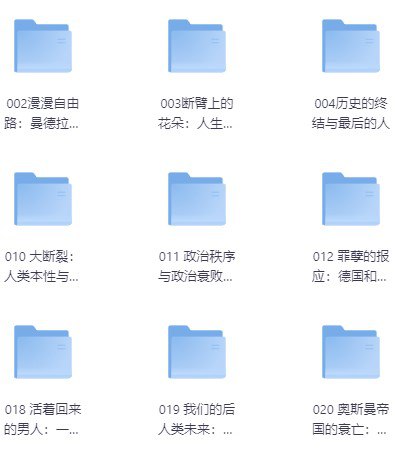 002漫漫自由
路：曼德拉...
003断臂上的
花朵：人生...
004历史的终
结与最后的人
010 大断裂：
人类本性与...
011 政治秩序
与政治衰败...
012 罪孽的报
应：德国和...
018 活着回来
的男人：一...
019 我们的后
人类未来：...
020 奥斯曼帝
国的衰亡：...